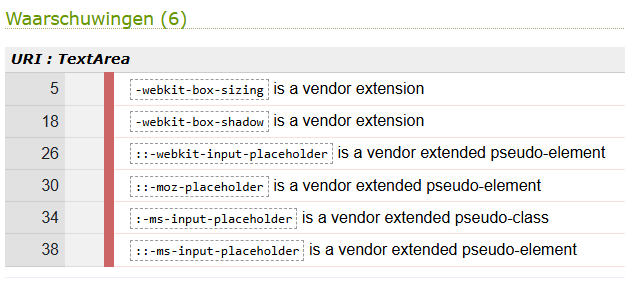 Waarschuwingen (6)
URI : TextArea
5 -webkit-box-sizing is a vendor extension
18 -webkit-box-shadow is a vendor extension
26 ::-webkit-input-placeholder is a vendor extended pseudo-element
30 ::-moz-placeholder is a vendor extended pseudo-element
34 :-ms-input-placeholder is a vendor extended pseudo-class
38 ::-ms-input-placeholder is a vendor extended pseudo-element